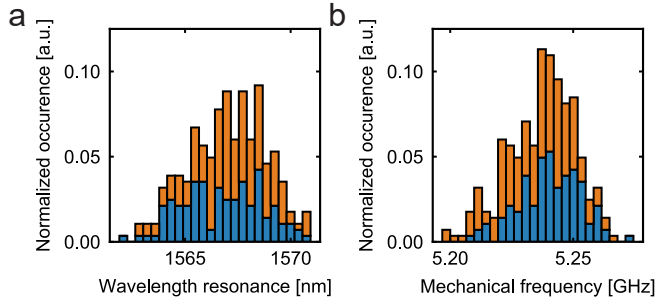 a
b
Normalized occurence [a.u.]
0.10
0.05
0.00
1565
1570
Wavelength resonance [nm]
Normalized occurence [a.u.]
0.10
0.05
0.00
5.20
5.25
Mechanical frequency [GHz]